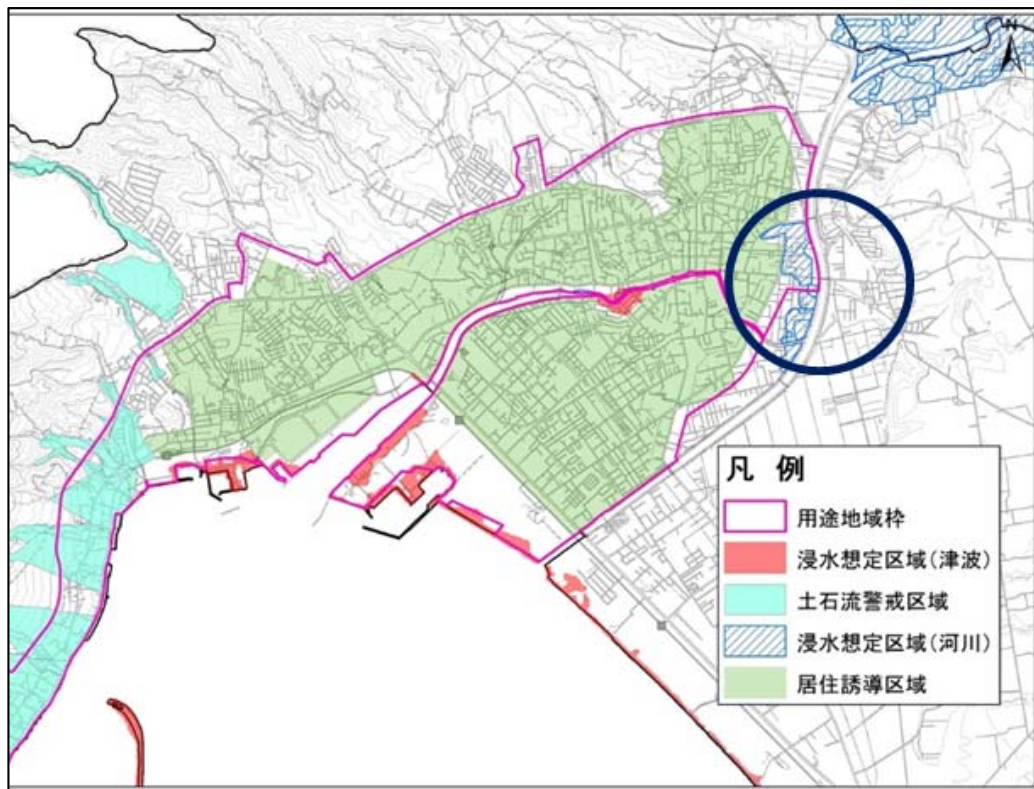 N
凡 例
用途地域枠
浸水想定区域(津波)
土石流警戒区域
浸水想定区域(河川)
居住誘導区域